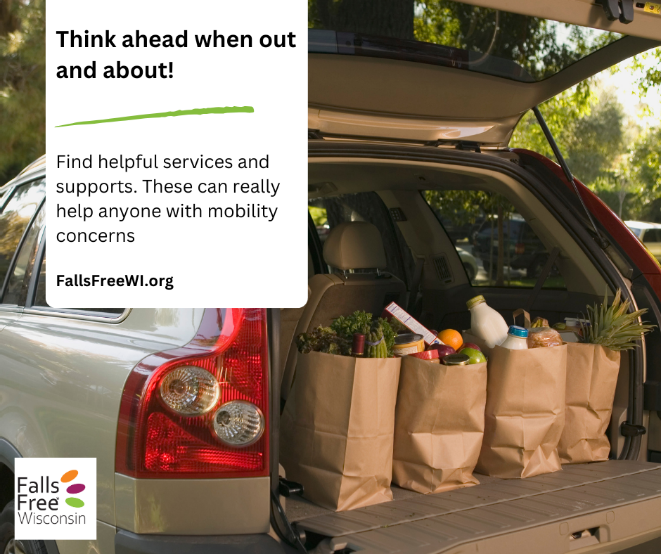 Think ahead when out
and about!
Find helpful services and
supports. These can really
help anyone with mobility
concerns
FallsFreeWI.org
Falls
Free
Wisconsin